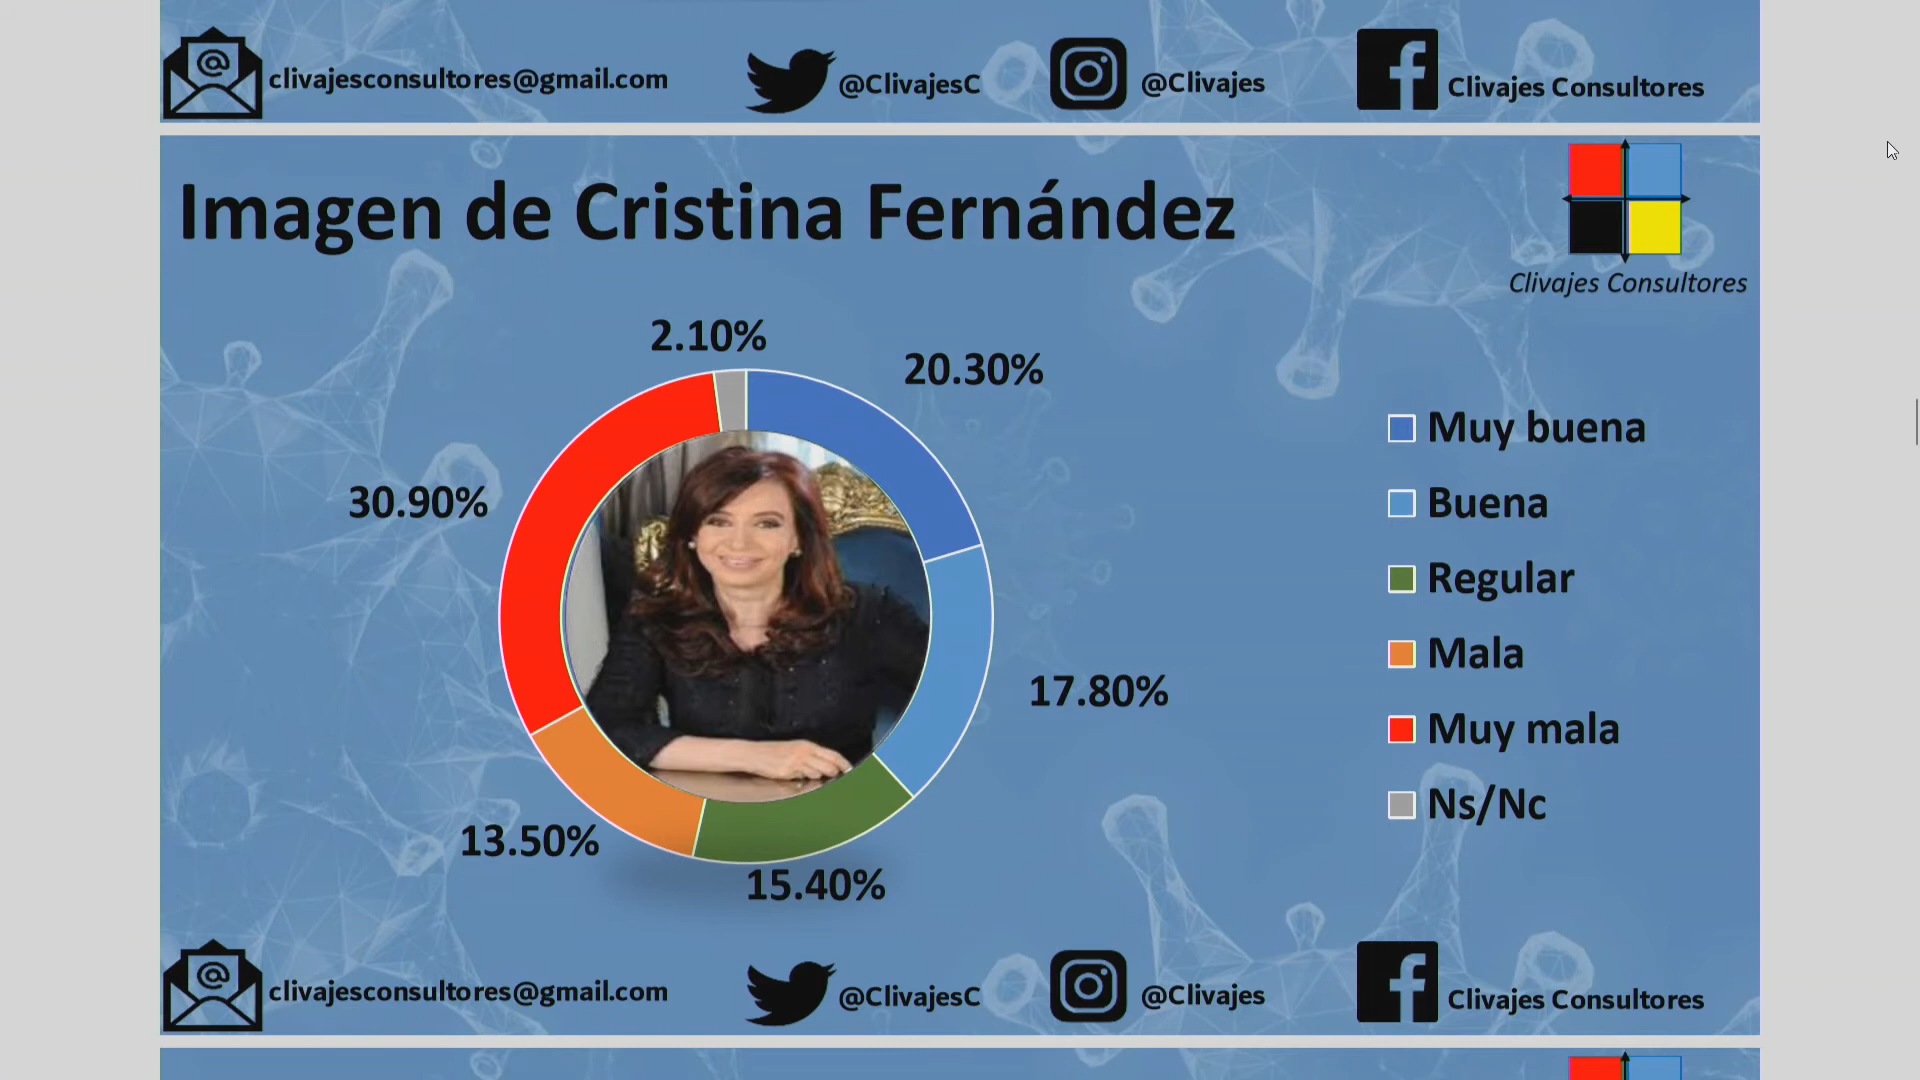 clivajesconsultores@gmail.com @ClivajesC @Clivajes Clivajes Consultores
Imagen de Cristina Fernández
Clivajes Consultores
2.10%
20.30%
30.90%
17.80%
13.50%
15.40%
Muy buena
Buena
Regular
Mala
Muy mala
Ns/Nc
clivajesconsultores@gmail.com @ClivajesC @Clivajes Clivajes Consultores